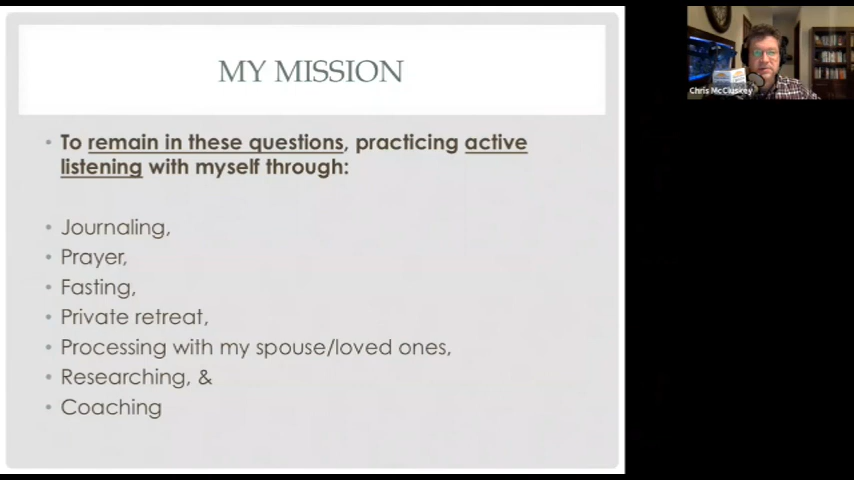 MY MISSION
• To remain in these questions, practicing active
listening with myself through:
• Journaling,
• Prayer,
• Fasting,
• Private retreat,
• Processing with my spouse/loved ones,
• Researching, &
• Coaching
Chris McCluskey